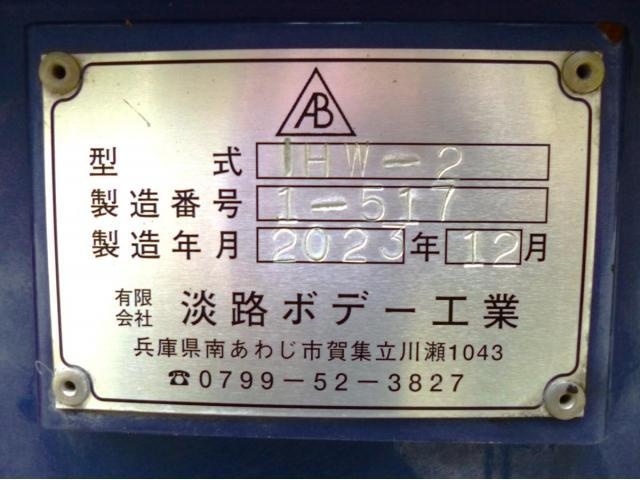 AB
型式 1HW-2
製造番号 1-517
製造年月 2023年12月
有限会社 淡路ボデー工業
兵庫県南あわじ市賀集立川瀬1043
☎0799-52-3827